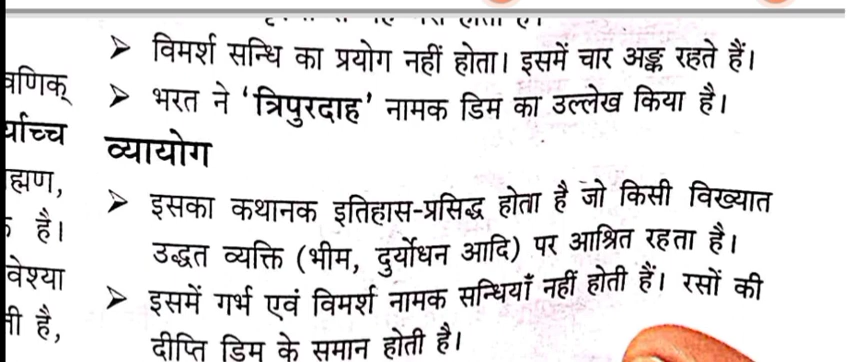 विमर्श सन्धि का प्रयोग नहीं होता। इसमें चार अङ्क रहते हैं।
➢ भरत ने ‘त्रिपुरदाह’ नामक डिम का उल्लेख किया है।
व्यायोग
➢ इसका कथानक इतिहास-प्रसिद्ध होता है जो किसी विख्यात
उद्धत व्यक्ति (भीम, दुर्योधन आदि) पर आश्रित रहता है।
➢ इसमें गर्भ एवं विमर्श नामक सन्धियाँ नहीं होती हैं। रसों की
दीप्ति डिम के समान होती है।
है।
वेश्या
है,